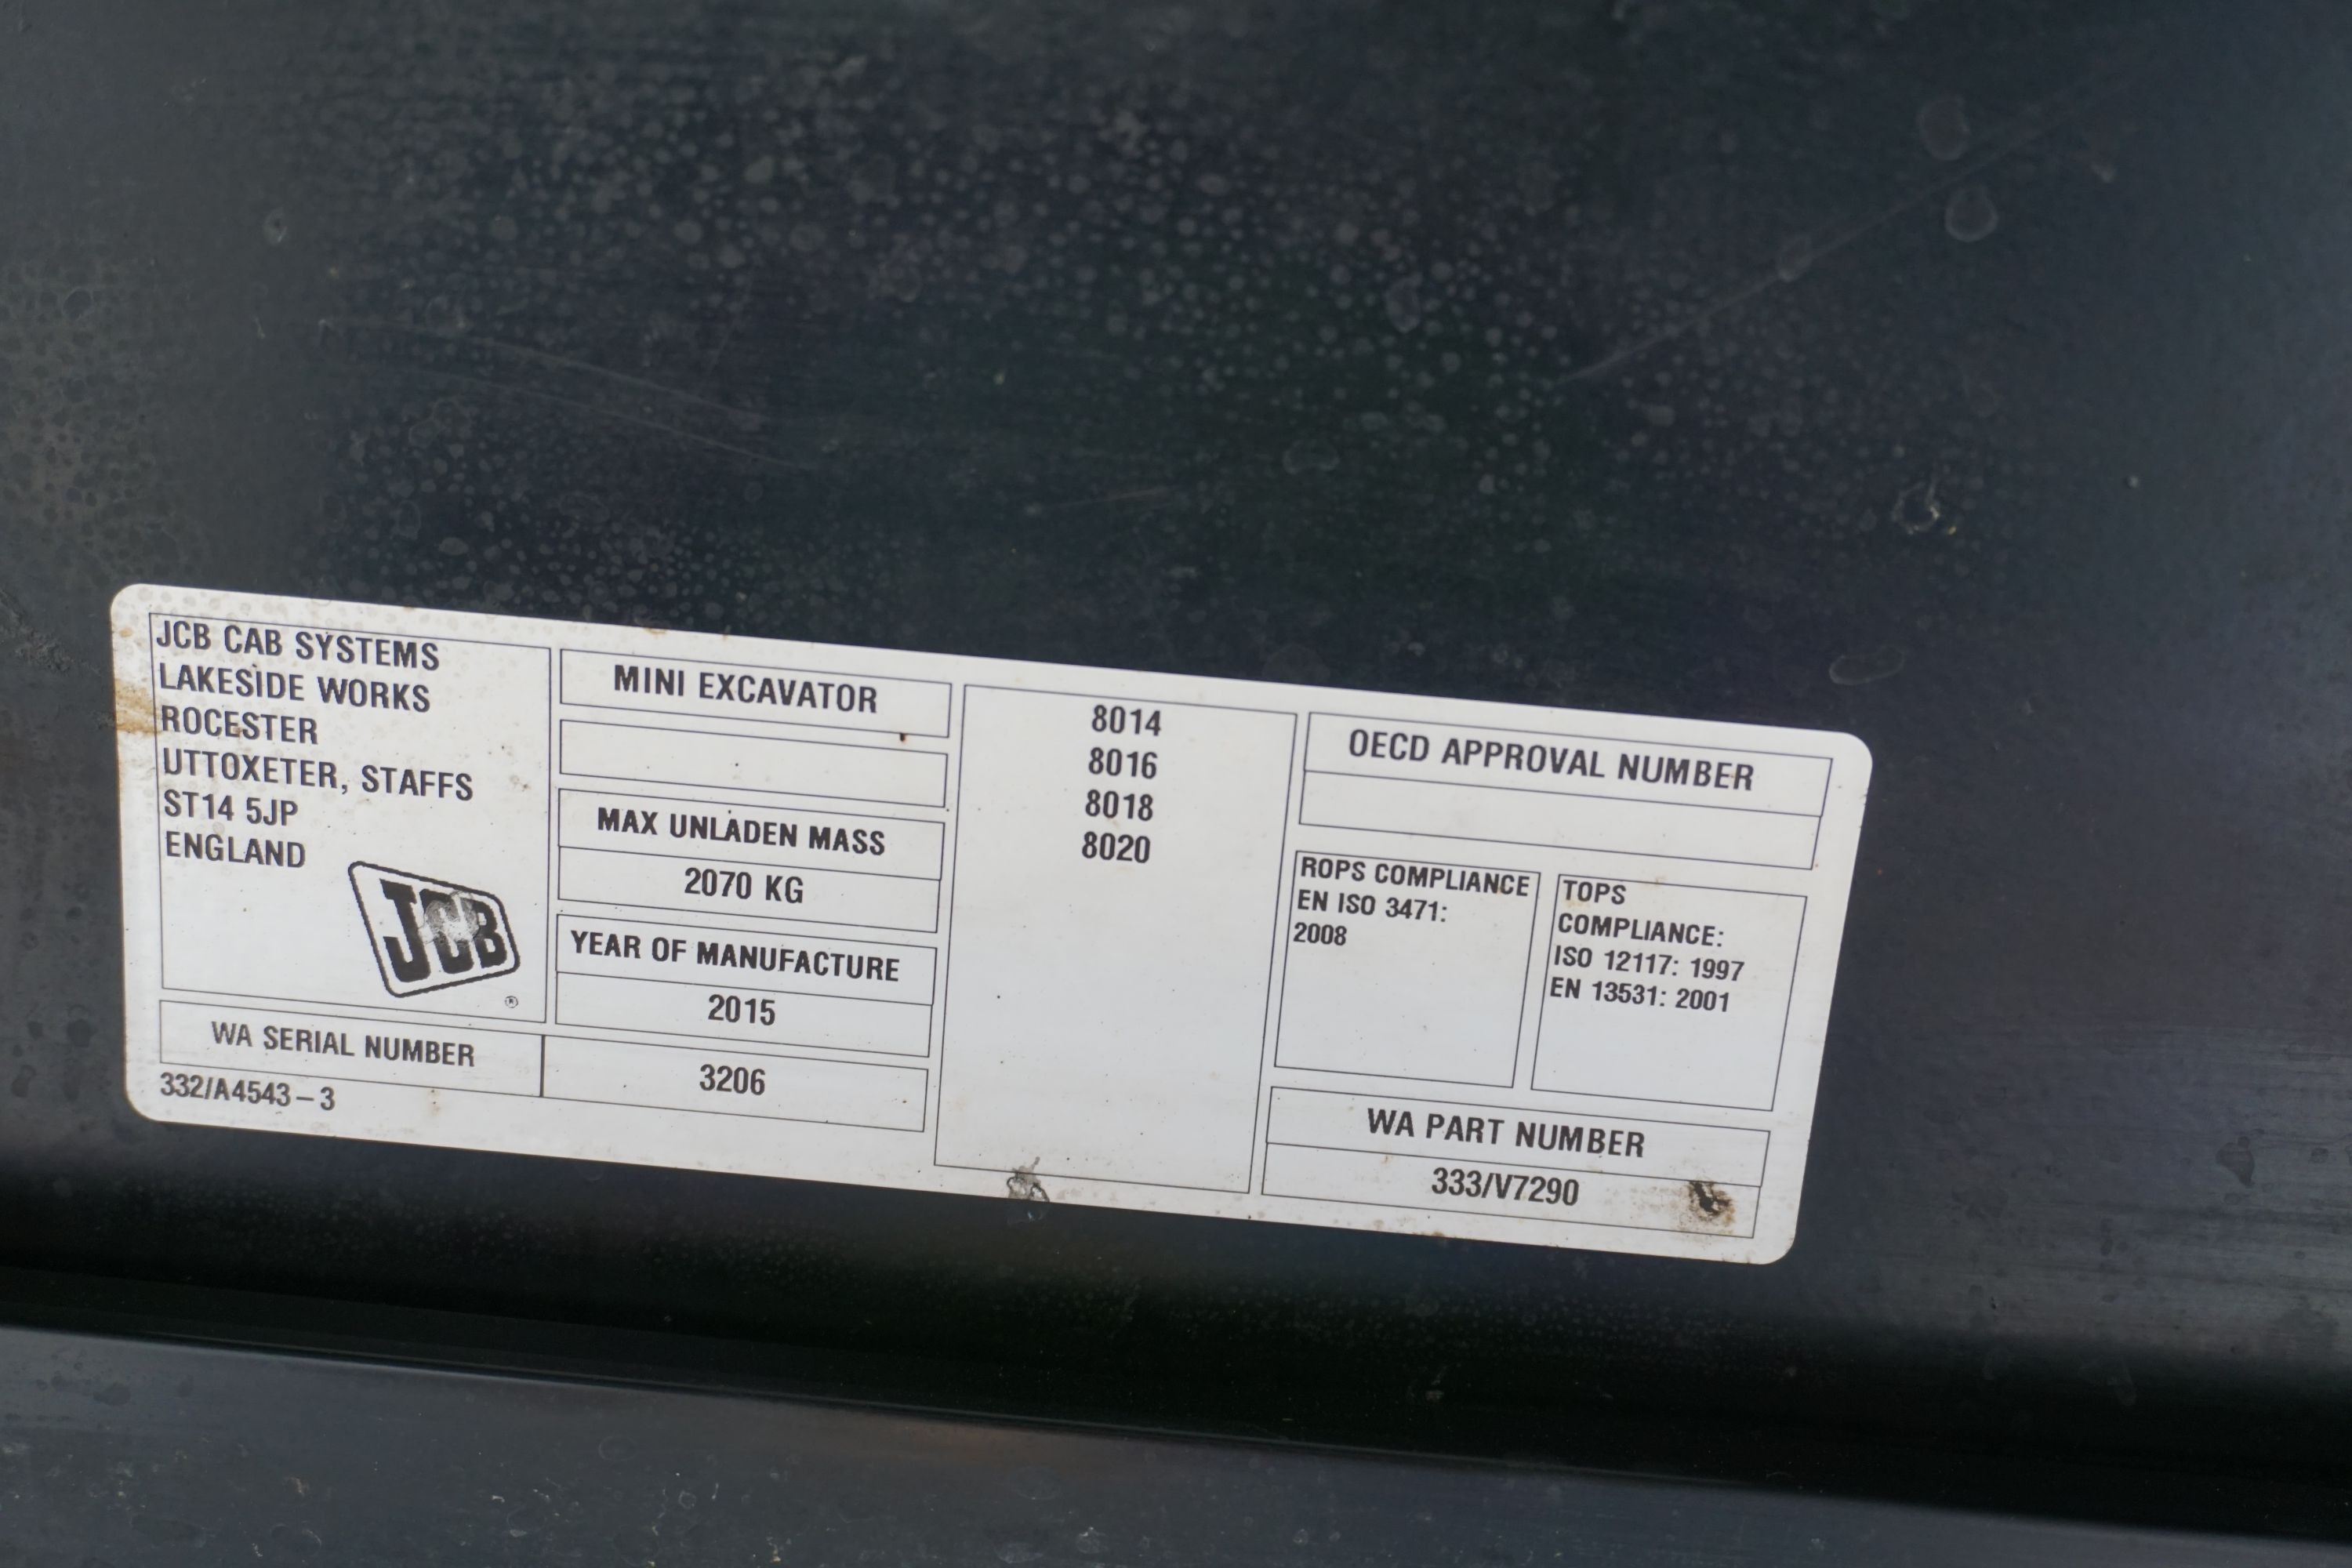 JCB CAB SYSTEMS
LAKESIDE WORKS
ROCESTER
UTTOXETER, STAFFS
ST14 5JP
ENGLAND
JCB
®
WA SERIAL NUMBER
3206
332/A4543-3
MINI EXCAVATOR
MAX UNLADEN MASS
2070 KG
YEAR OF MANUFACTURE
2015
8014
8016
8018
8020
OECD APPROVAL NUMBER
ROPS COMPLIANCE
EN ISO 3471:
2008
TOPS
COMPLIANCE:
ISO 12117: 1997
EN 13531: 2001
WA PART NUMBER
333/V7290